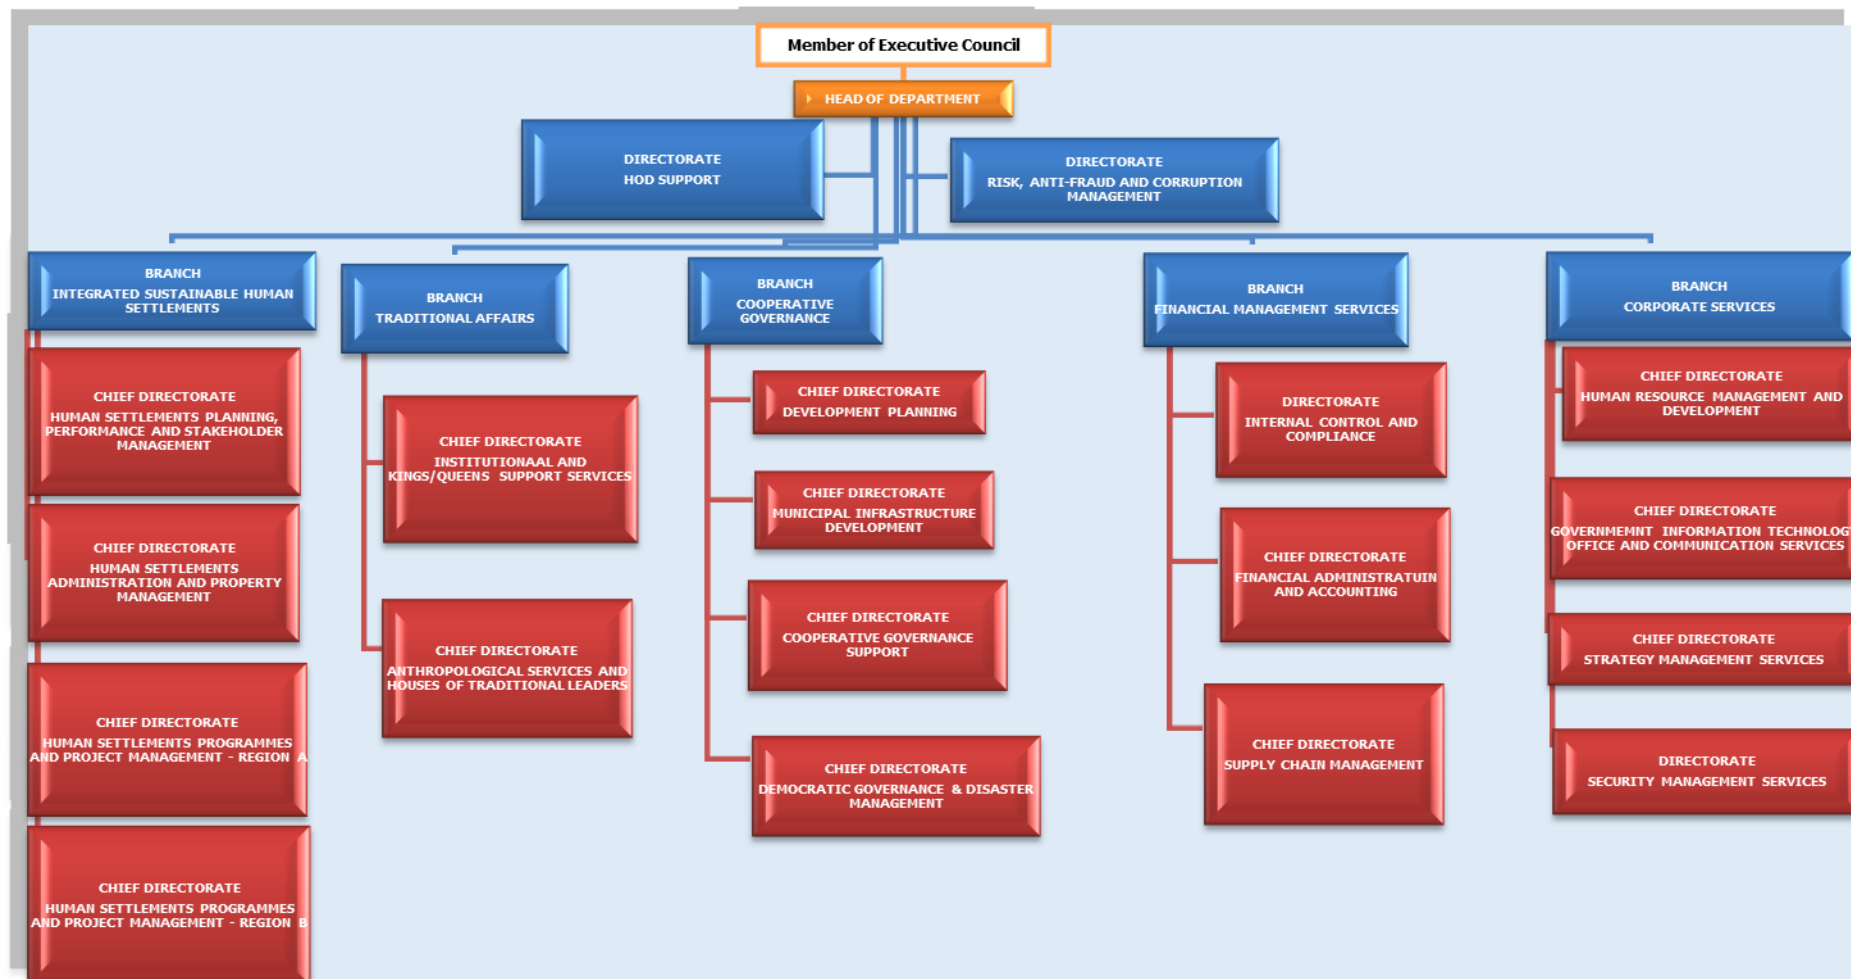 Member of Executive Council
HEAD OF DEPARTMENT
DIRECTORATE
HOD SUPPORT
DIRECTORATE
RISK, ANTI-FRAUD AND CORRUPTION
MANAGEMENT
BRANCH
INTEGRATED SUSTAINABLE HUMAN
SETTLEMENTS
CHIEF DIRECTORATE
HUMAN SETTLEMENTS PLANNING,
PERFORMANCE AND STAKEHOLDER
MANAGEMENT
CHIEF DIRECTORATE
HUMAN SETTLEMENTS
ADMINISTRATION AND PROPERTY
MANAGEMENT
CHIEF DIRECTORATE
HUMAN SETTLEMENTS PROGRAMMES
AND PROJECT MANAGEMENT - REGION A
CHIEF DIRECTORATE
HUMAN SETTLEMENTS PROGRAMMES
AND PROJECT MANAGEMENT - REGION B
BRANCH
TRADITIONAL AFFAIRS
CHIEF DIRECTORATE
INSTITUTIONAAL AND
KINGS/QUEENS SUPPORT SERVICES
CHIEF DIRECTORATE
ANTHROPOLOGICAL SERVICES AND
HOUSES OF TRADITIONAL LEADERS
BRANCH
COOPERATIVE
GOVERNANCE
CHIEF DIRECTORATE
DEVELOPMENT PLANNING
CHIEF DIRECTORATE
MUNICIPAL INFRASTRUCTURE
DEVELOPMENT
CHIEF DIRECTORATE
COOPERATIVE GOVERNANCE
SUPPORT
CHIEF DIRECTORATE
DEMOCRATIC GOVERNANCE & DISASTER
MANAGEMENT
BRANCH
FINANCIAL MANAGEMENT SERVICES
DIRECTORATE
INTERNAL CONTROL AND
COMPLIANCE
CHIEF DIRECTORATE
FINANCIAL ADMINISTRATUIN
AND ACCOUNTING
CHIEF DIRECTORATE
SUPPLY CHAIN MANAGEMENT
BRANCH
CORPORATE SERVICES
CHIEF DIRECTORATE
HUMAN RESOURCE MANAGEMENT AND
DEVELOPMENT
CHIEF DIRECTORATE
GOVERNMEMNT INFORMATION TECHNOLOGY
OFFICE AND COMMUNICATION SERVICES
CHIEF DIRECTORATE
STRATEGY MANAGEMENT SERVICES
DIRECTORATE
SECURITY MANAGEMENT SERVICES